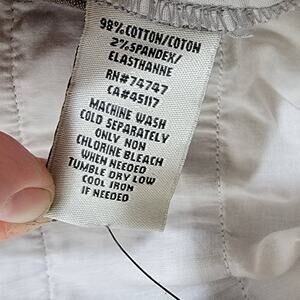 98% COTTON/COTON
2% SPANDEX/
ELASTHANNE
RN#74747
CA#45117
MACHINE WASH
COLD SEPARATELY
ONLY NON
CHLORINE BLEACH
WHEN NEEDED
TUMBLE DRY LOW
COOL IRON
IF NEEDED